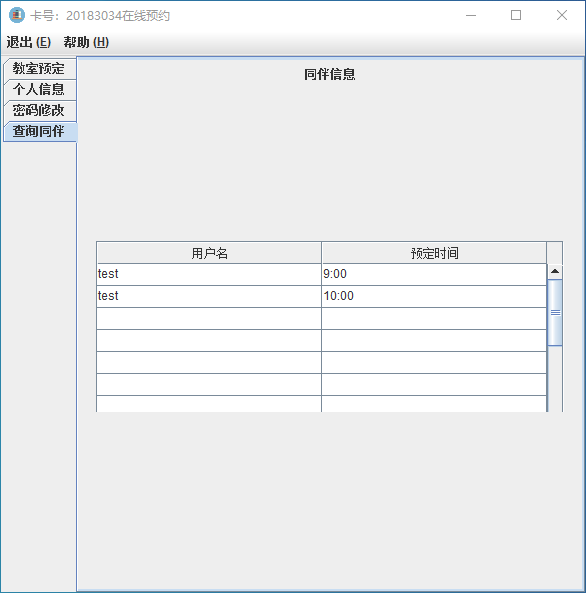 卡号：20183034在线预约
退出 (E) 帮助 (H)
教室预定
个人信息
密码修改
查询同伴
同伴信息
用户名 预定时间
test 9:00
test 10:00